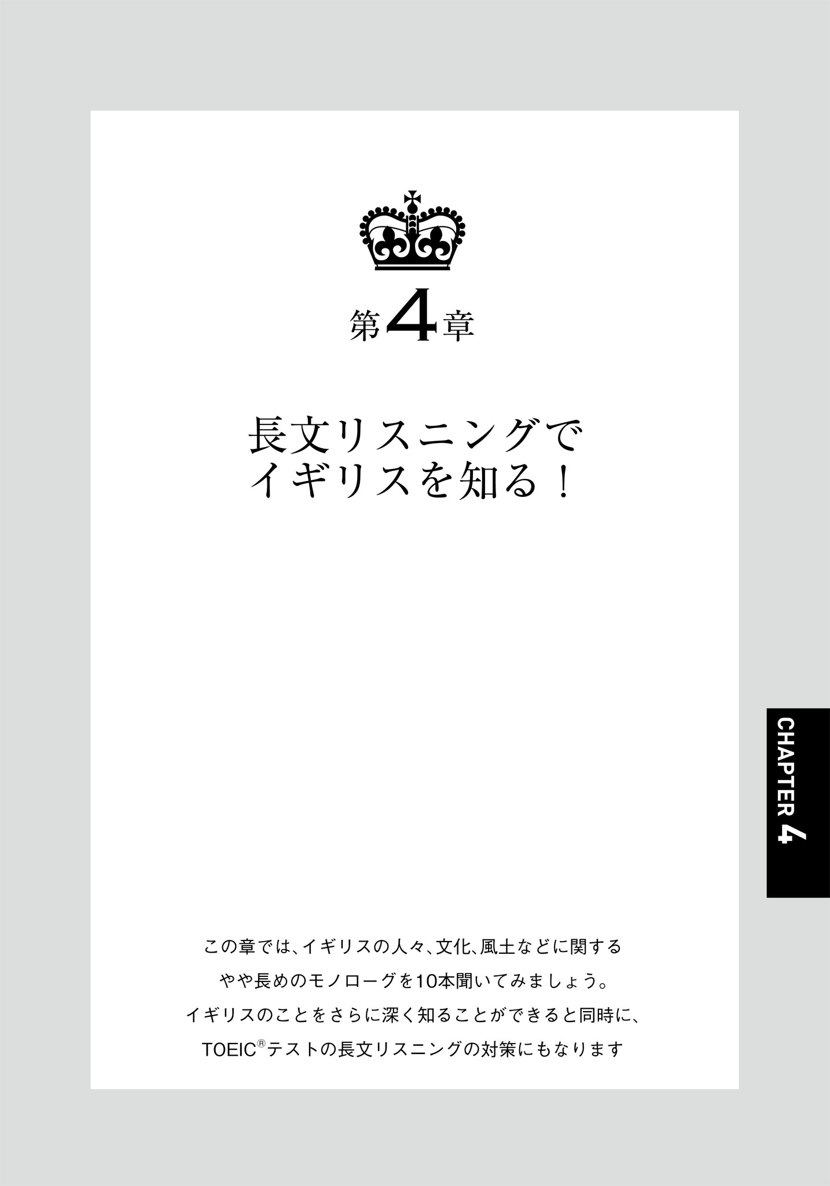 第4章
長文リスニングで
イギリスを知る！
CHAPTER 4
この章では、イギリスの人々、文化、風土などに関する
やや長めのモノローグを10本聞いてみましょう。
イギリスのことをさらに深く知ることができると同時に、
TOEIC®テストの長文リスニングの対策にもなります